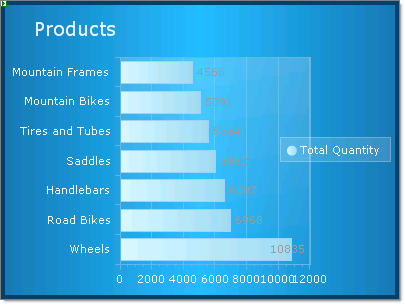 Products
Mountain Frames
Mountain Bikes
Tires and Tubes
Saddles
Handlebars
Road Bikes
Wheels 10835
Total Quantity
0 2000 4000 6000 8000 10000 12000